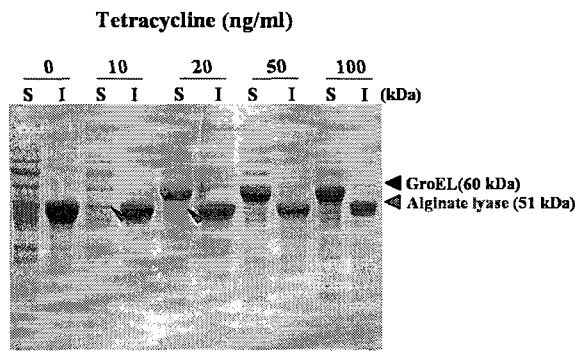 Tetracycline (ng/ml)
0 10 20 50 100
S I S I S I S I S I (kDa)
GroEL(60 kDa)
Alginate lyase (51 kDa)